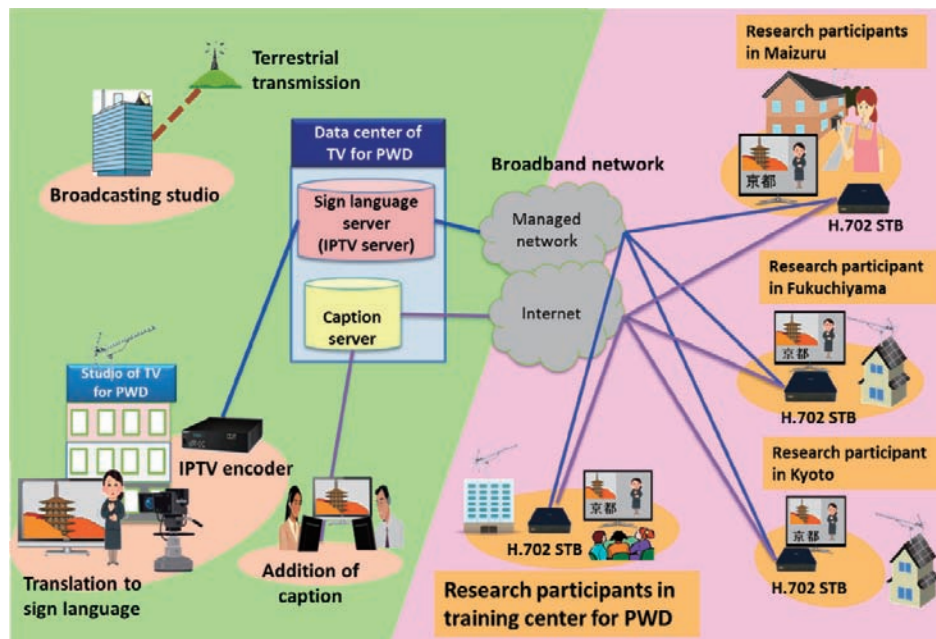 Terrestrial
transmission
Broadcasting studio
Data center of
TV for PWD
Sign language
server
(IPTV server)
Caption
server
Broadband network
Managed
network
Internet
Studio of TV
for PWD
IPTV encoder
Translation to
sign language
Addition of
caption
Research participants
in Maizuru
京都
H.702 STB
Research participant
in Fukuchiyama
京都
H.702 STB
Research participant
in Kyoto
京都
H.702 STB
京都
H.702 STB
Research participants in
training center for PWD